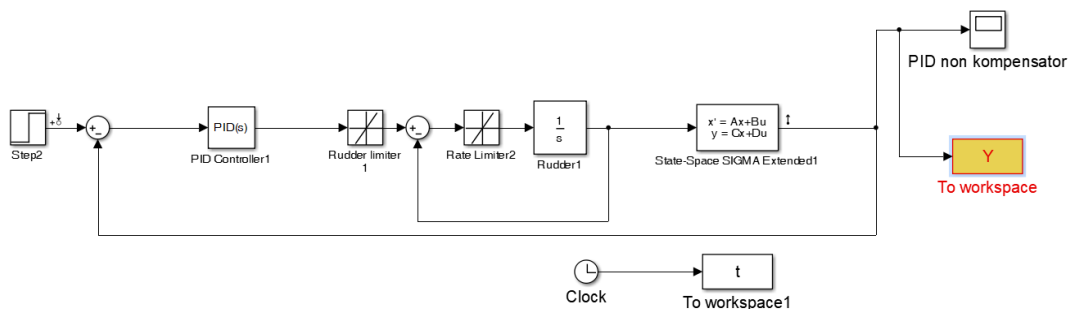 PID non kompensator
Step2
PID(s)
PID Controller1
Rudder limiter
1
Rate Limiter2
1
s
Rudder1
x' = Ax+Bu
y = Cx+Du
State-Space SIGMA Extended1
Y
To workspace
Clock
t
To workspace1